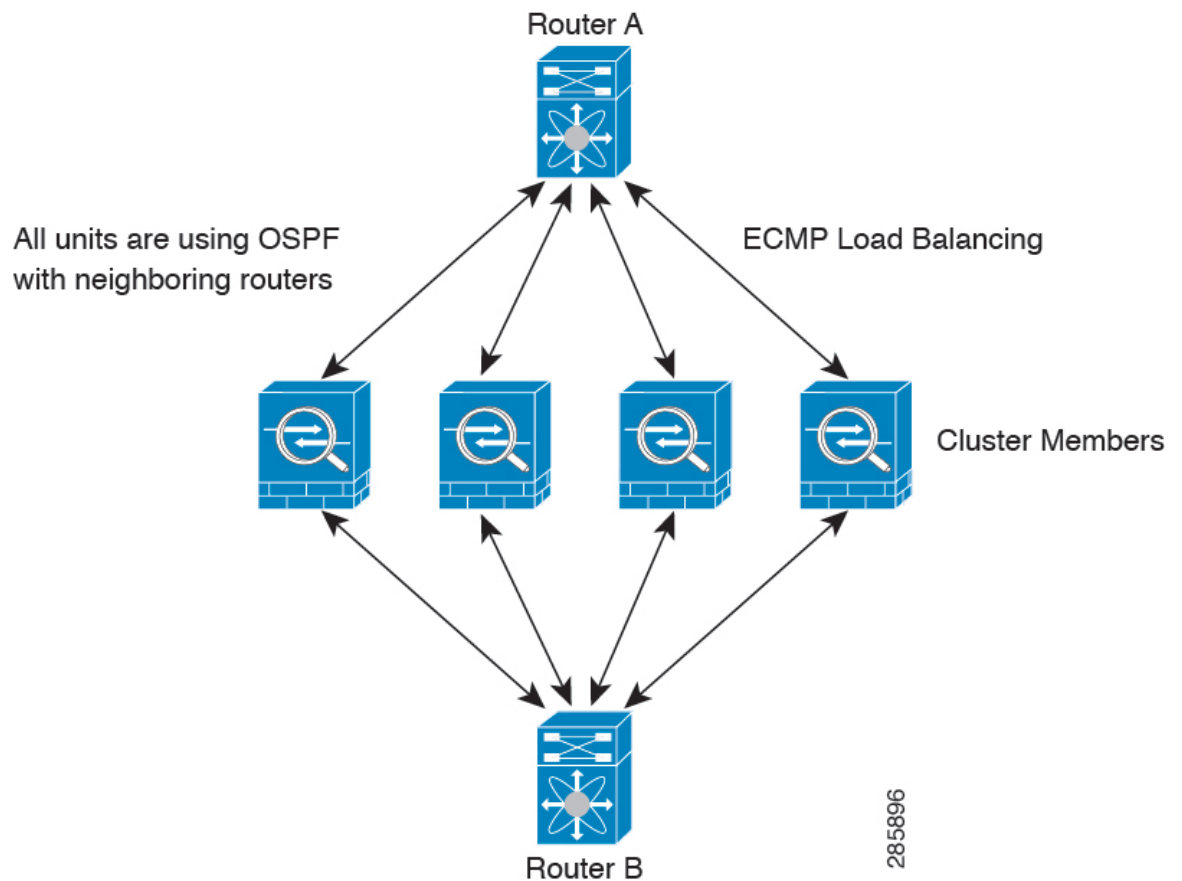 Router A
All units are using OSPF
with neighboring routers
ECMP Load Balancing
Cluster Members
Router B
285896